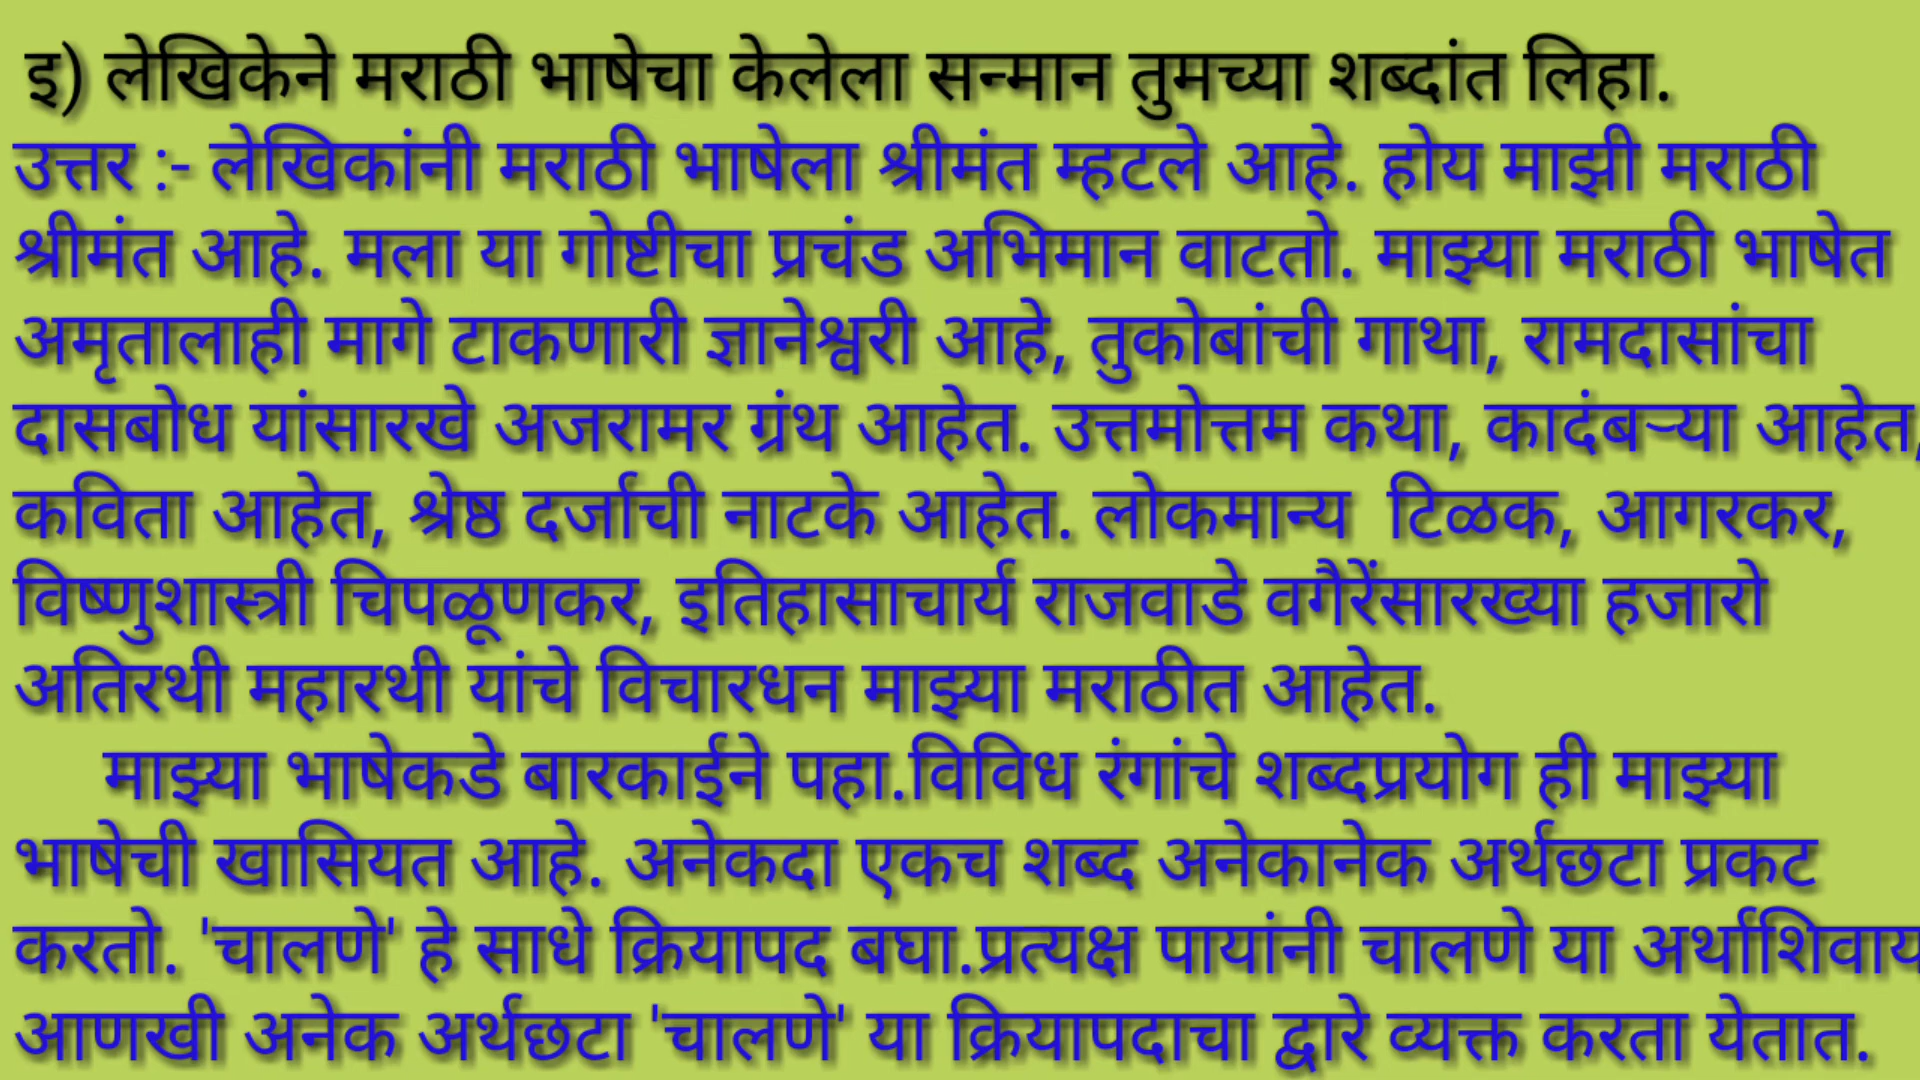 इ) लेखिकेने मराठी भाषेचा केलेला सन्मान तुमच्या शब्दांत लिहा.
उत्तर :- लेखिकांनी मराठी भाषेला श्रीमंत म्हटले आहे. होय माझी मराठी
श्रीमंत आहे. मला या गोष्टीचा प्रचंड अभिमान वाटतो. माझ्या मराठी भाषेत
अमृतालाही मागे टाकणारी ज्ञानेश्वरी आहे, तुकोबांची गाथा, रामदासांचा
दासबोध यांसारखे अजरामर ग्रंथ आहेत. उत्तमोत्तम कथा, कादंबऱ्या आहेत,
कविता आहेत, श्रेष्ठ दर्जाची नाटके आहेत. लोकमान्य  टिळक, आगरकर,
विष्णुशास्त्री चिपळूणकर, इतिहासाचार्य राजवाडे वगैरेंसारख्या हजारो
अतिरथी महारथी यांचे विचारधन माझ्या मराठीत आहेत.
माझ्या भाषेकडे बारकाईने पहा.विविध रंगांचे शब्दप्रयोग ही माझ्या
भाषेची खासियत आहे. अनेकदा एकच शब्द अनेकानेक अर्थछटा प्रकट
करतो. 'चालणे' हे साधे क्रियापद बघा.प्रत्यक्ष पायांनी चालणे या अर्थाशिवाय
आणखी अनेक अर्थछटा 'चालणे' या क्रियापदाचा द्वारे व्यक्त करता येतात.